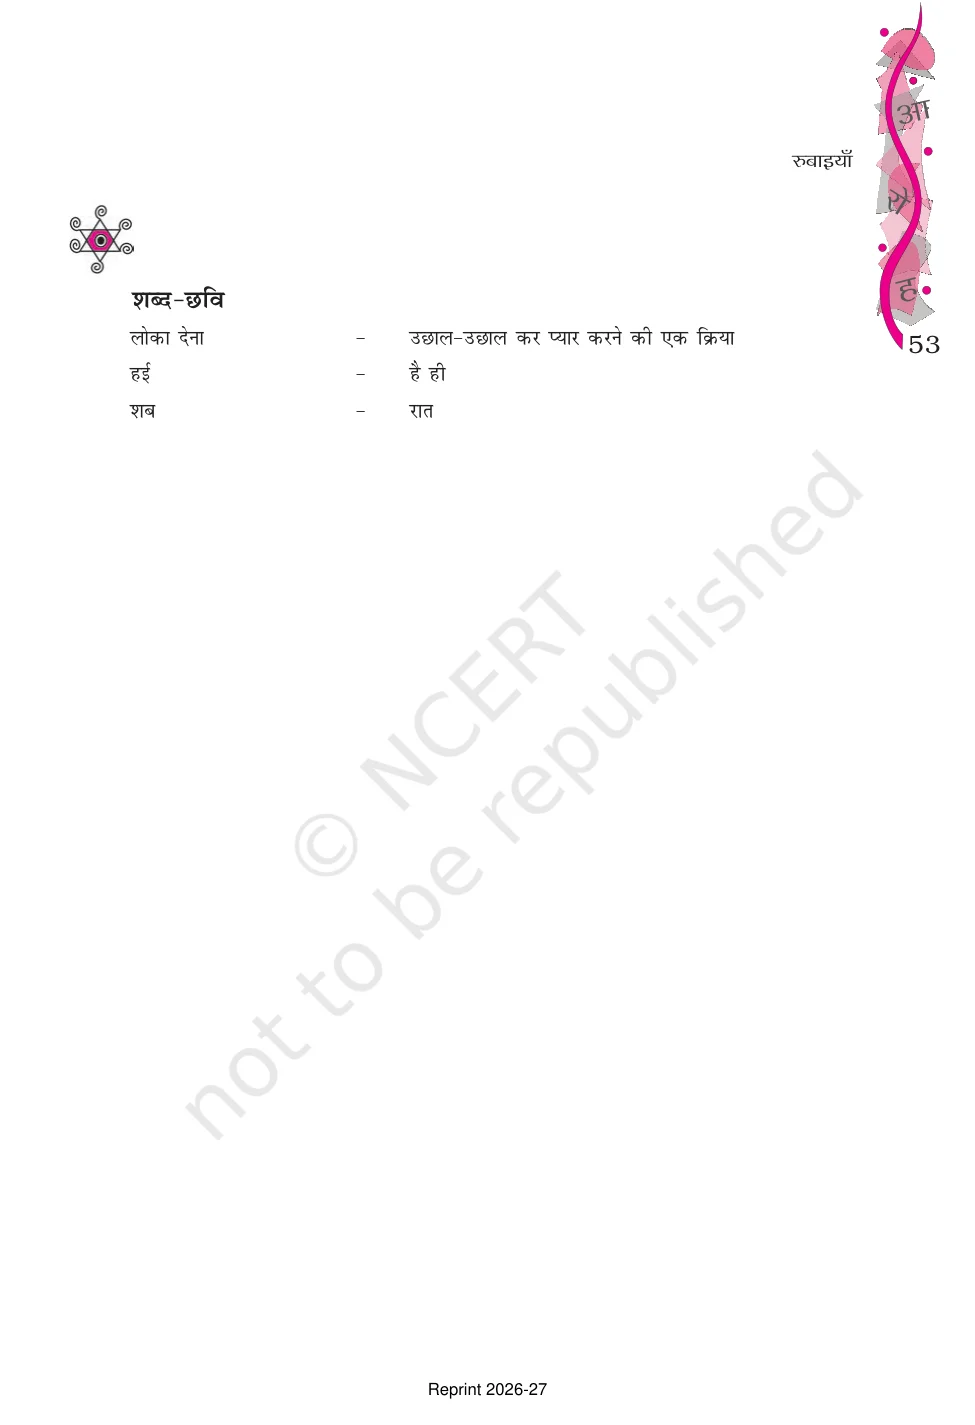 रुबाइयाँ
आ
रो
ह
53
शब्द-छवि
लोका देना - उछाल-उछाल कर प्यार करने की एक क्रिया
हई - है ही
शब - रात
© NCERT
not to be republished
Reprint 2026-27